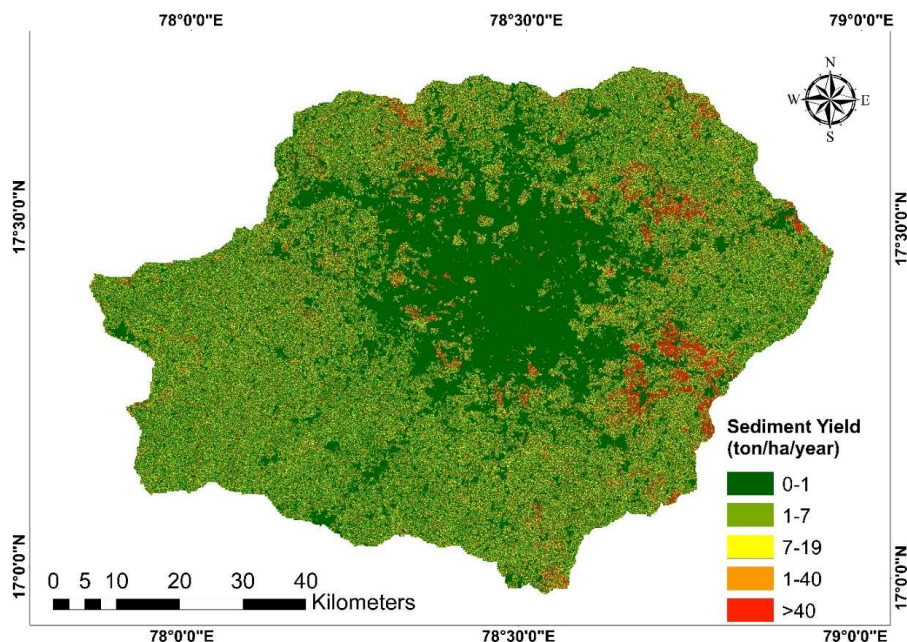 78°0'0"E 78°30'0"E 79°0'0"E
N
W E
S
17°30'0"N
17°30'0"N
Sediment Yield
(ton/ha/year)
0-1
1-7
7-19
1-40
>40
17°0'0"N
17°0'0"N
0 5 10 20 30 40
Kilometers
78°0'0"E 78°30'0"E 79°0'0"E